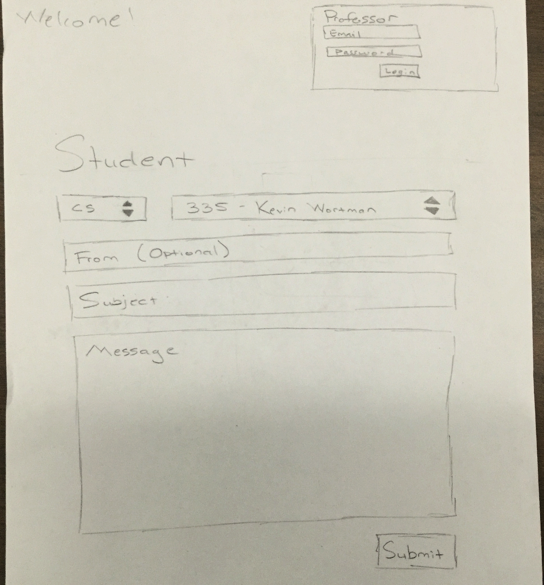 Welcome!
Professor
Email
Password
Login
Student
CS
335 - Kevin Wortman
From (Optional)
Subject
Message
Submit